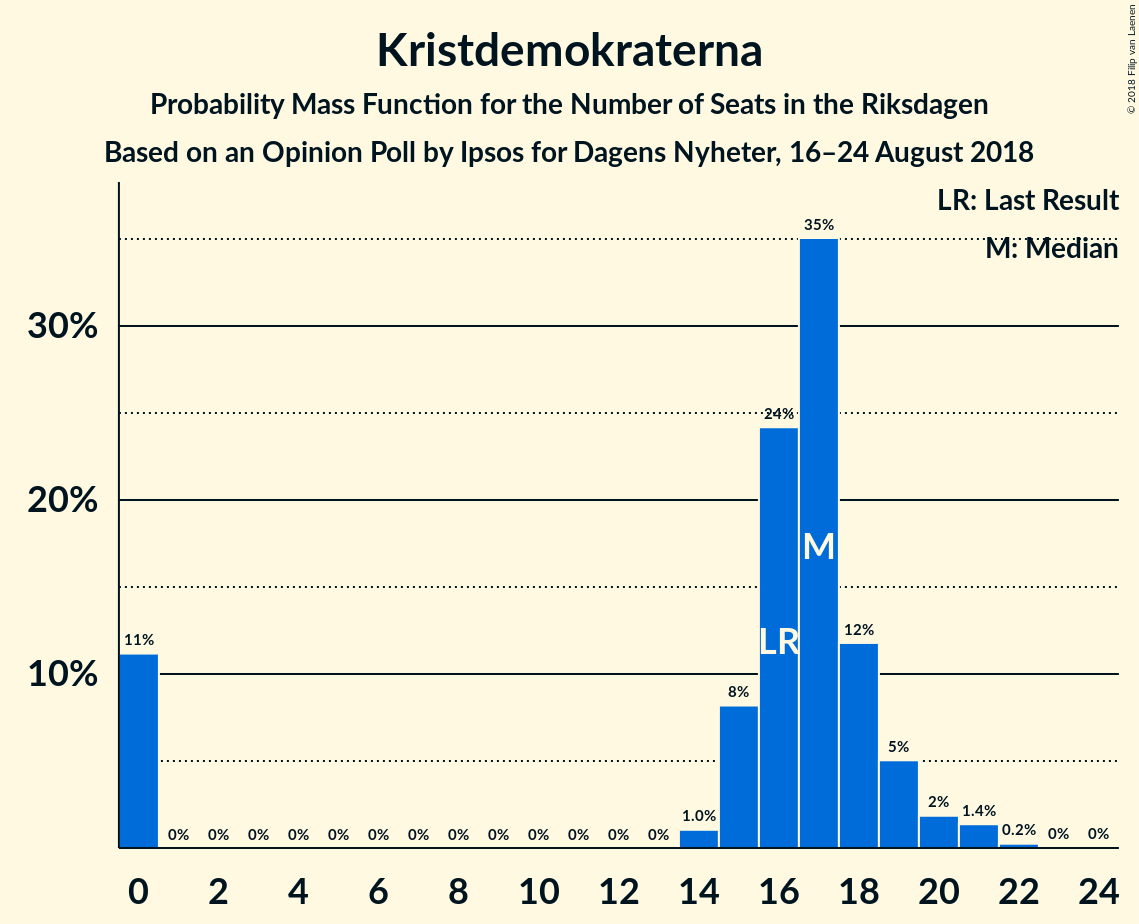 Kristdemokraterna
Probability Mass Function for the Number of Seats in the Riksdagen
Based on an Opinion Poll by Ipsos for Dagens Nyheter, 16–24 August 2018
© 2018 Filip van Laenen
LR: Last Result
M: Median
35%
30%
24%
20%
M
LR
11%
12%
10%
8%
5%
2%
1.4%
1.0%
0.2%
0% 0% 0% 0% 0% 0% 0% 0% 0% 0% 0% 0% 0% 0% 0%
0 2 4 6 8 10 12 14 16 18 20 22 24